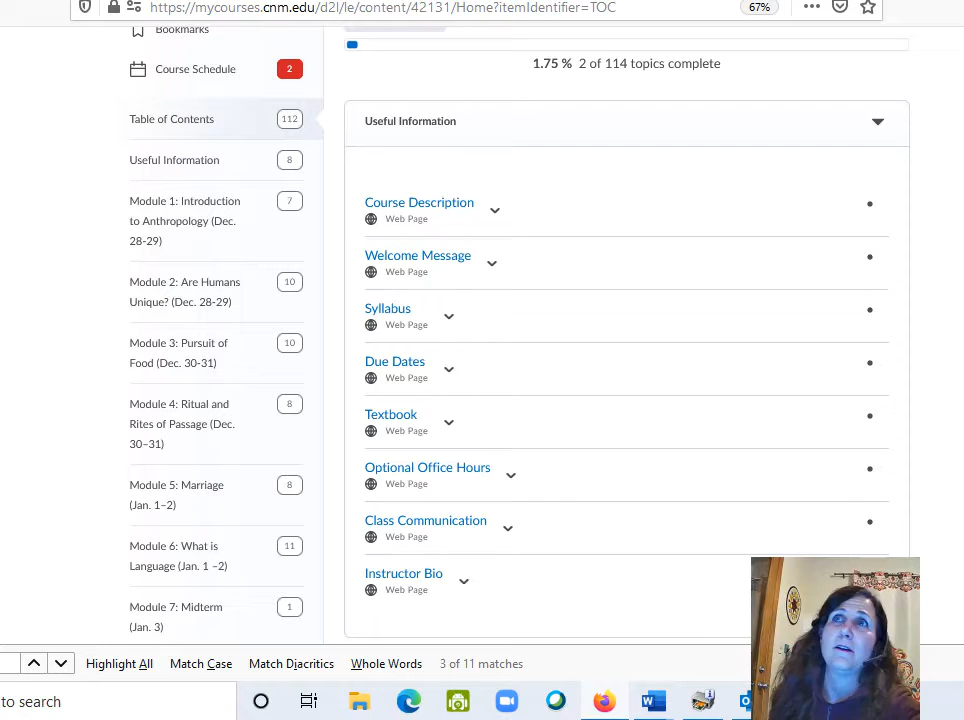 https://mycourses.cnm.edu/d2l/le/content/42131/Home?itemIdentifier=TOC
67%
Bookmarks
Course Schedule
2
Table of Contents
112
Useful Information
8
Module 1: Introduction
7
to Anthropology (Dec.
28-29)
Module 2: Are Humans
10
Unique? (Dec. 28-29)
Module 3: Pursuit of
10
Food (Dec. 30-31)
Module 4: Ritual and
8
Rites of Passage (Dec.
30–31)
Module 5: Marriage
8
(Jan. 1–2)
Module 6: What is
11
Language (Jan. 1 –2)
Module 7: Midterm
1
(Jan. 3)
1.75 % 2 of 114 topics complete
Useful Information
Course Description
Web Page
Welcome Message
Web Page
Syllabus
Web Page
Due Dates
Web Page
Textbook
Web Page
Optional Office Hours
Web Page
Class Communication
Web Page
Instructor Bio
Web Page
Highlight All Match Case Match Diacritics Whole Words 3 of 11 matches
to search